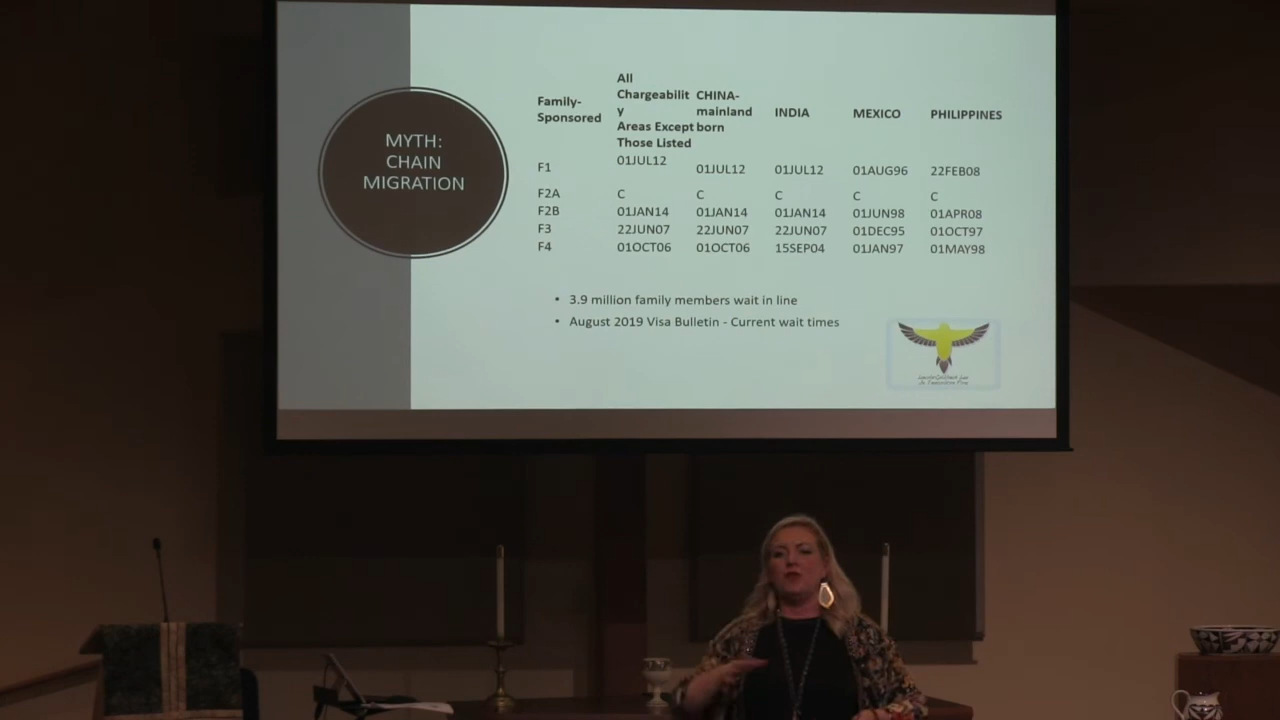 MYTH:
CHAIN
MIGRATION
Family-
Sponsored
All
Chargeabilit
y
Areas Except
Those Listed
CHINA-
mainland
born
INDIA
MEXICO
PHILIPPINES
F1 01JUL12 01JUL12 01JUL12 01AUG96 22FEB08
F2A C C C C C
F2B 01JAN14 01JAN14 01JAN14 01JUN98 01APR08
F3 22JUN07 22JUN07 22JUN07 01DEC95 01OCT97
F4 01OCT06 01OCT06 15SEP04 01JAN97 01MAY98
• 3.9 million family members wait in line
• August 2019 Visa Bulletin - Current wait times